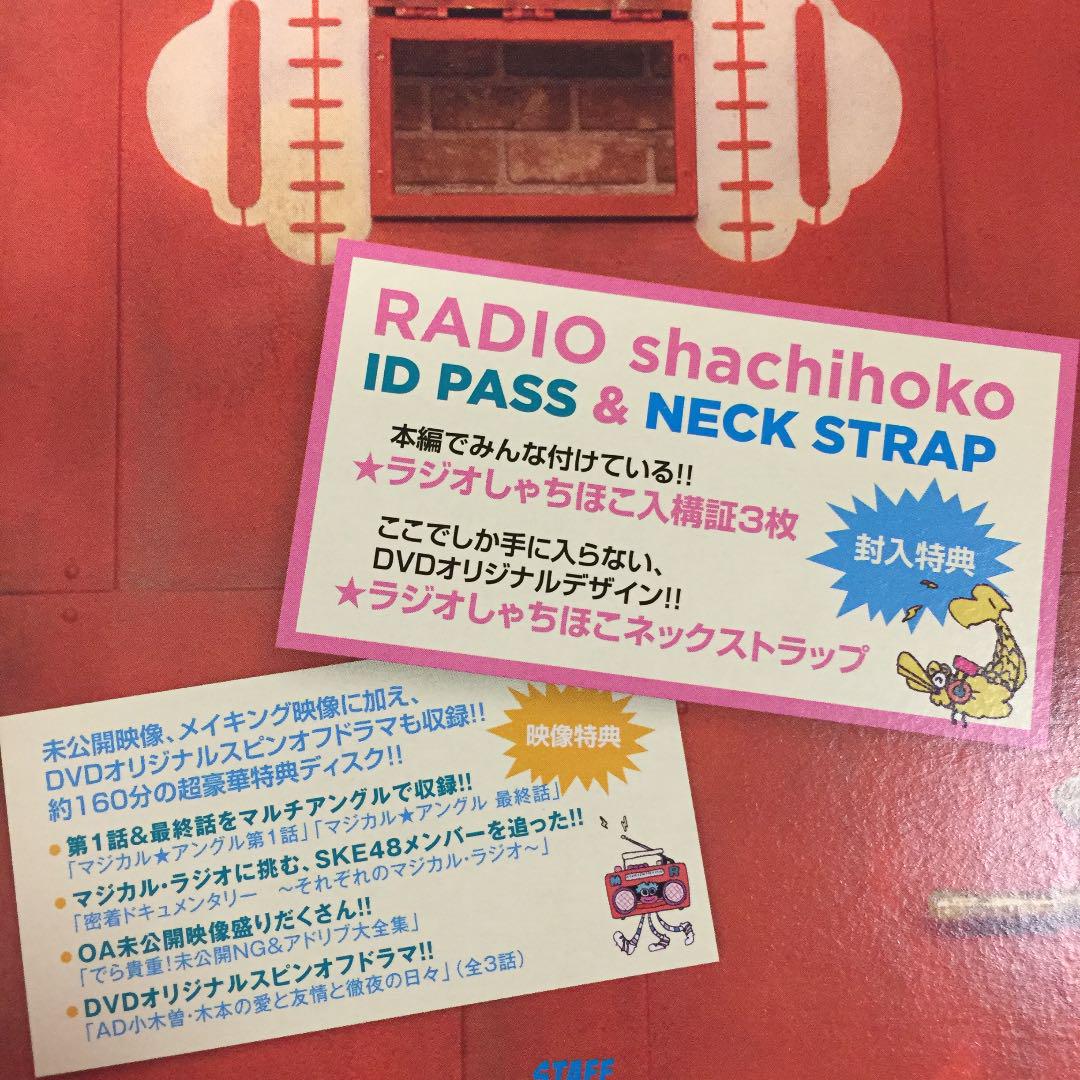 RADIO shachihoko
ID PASS & NECK STRAP
本編でみんな付けている!!
★ラジオしゃちほこ入構証3枚
ここでしか手に入らない、
DVDオリジナルデザイン!!
★ラジオしゃちほこネックストラップ
封入特典
未公開映像、メイキング映像に加え、
DVDオリジナルスピンオフドラマも収録!!
約160分の超豪華特典ディスク!!
映像特典
●第1話&最終話をマルチアングルで収録!!
「マジカル★アングル第1話」「マジカル★アングル 最終話」
●マジカル・ラジオに挑む、SKE48メンバーを追った!!
「密着ドキュメンタリー ～それぞれのマジカル・ラジオ～」
●OA未公開映像盛りだくさん!!
「でら貴重!未公開NG&アドリブ大全集」
●DVDオリジナルスピンオフドラマ!!
「AD小木曽・木本の愛と友情と徹夜の日々」(全3話)
M R
STAFF